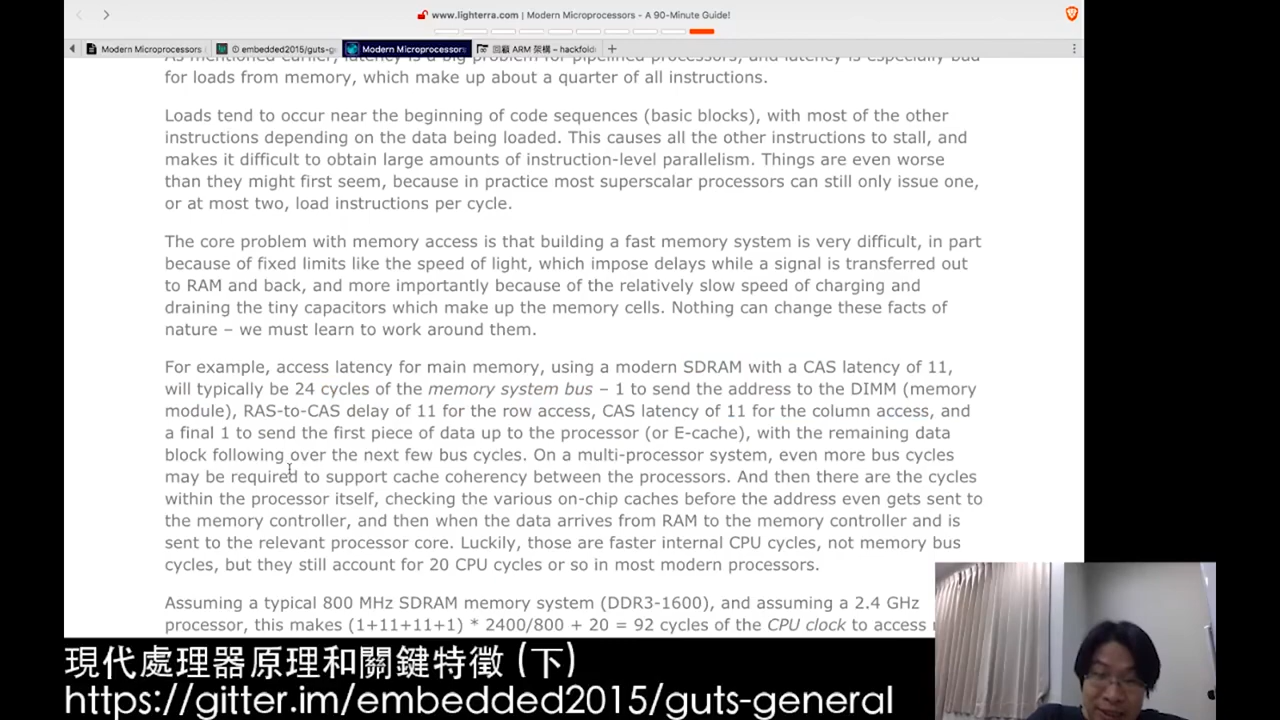 www.lighterra.com | Modern Microprocessors - A 90-Minute Guide!
Modern Microprocessors
embedded2015/guts-g
Modern Microprocessor
回顧 ARM 架構 – hackfold
for loads from memory, which make up about a quarter of all instructions.
Loads tend to occur near the beginning of code sequences (basic blocks), with most of the other
instructions depending on the data being loaded. This causes all the other instructions to stall, and
makes it difficult to obtain large amounts of instruction-level parallelism. Things are even worse
than they might first seem, because in practice most superscalar processors can still only issue one,
or at most two, load instructions per cycle.
The core problem with memory access is that building a fast memory system is very difficult, in part
because of fixed limits like the speed of light, which impose delays while a signal is transferred out
to RAM and back, and more importantly because of the relatively slow speed of charging and
draining the tiny capacitors which make up the memory cells. Nothing can change these facts of
nature – we must learn to work around them.
For example, access latency for main memory, using a modern SDRAM with a CAS latency of 11,
will typically be 24 cycles of the memory system bus – 1 to send the address to the DIMM (memory
module), RAS-to-CAS delay of 11 for the row access, CAS latency of 11 for the column access, and
a final 1 to send the first piece of data up to the processor (or E-cache), with the remaining data
block following over the next few bus cycles. On a multi-processor system, even more bus cycles
may be required to support cache coherency between the processors. And then there are the cycles
within the processor itself, checking the various on-chip caches before the address even gets sent to
the memory controller, and then when the data arrives from RAM to the memory controller and is
sent to the relevant processor core. Luckily, those are faster internal CPU cycles, not memory bus
cycles, but they still account for 20 CPU cycles or so in most modern processors.
Assuming a typical 800 MHz SDRAM memory system (DDR3-1600), and assuming a 2.4 GHz
processor, this makes (1+11+11+1) * 2400/800 + 20 = 92 cycles of the CPU clock to access
現代處理器原理和關鍵特徵 (下)
https://gitter.im/embedded2015/guts-general